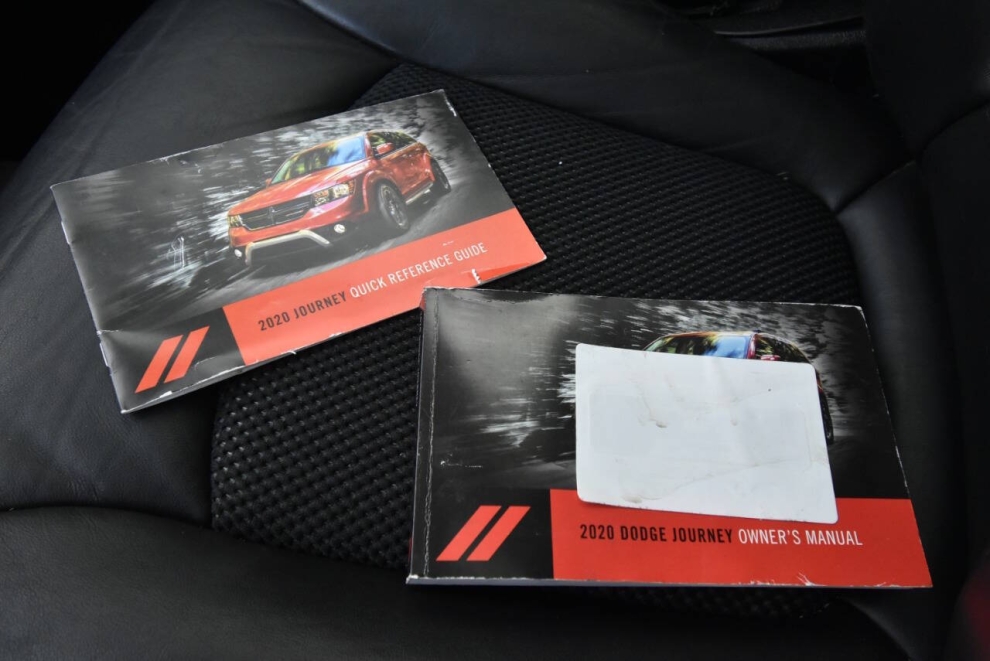 2020 JOURNEY QUICK REFERENCE GUIDE
2020 DODGE JOURNEY OWNER'S MANUAL